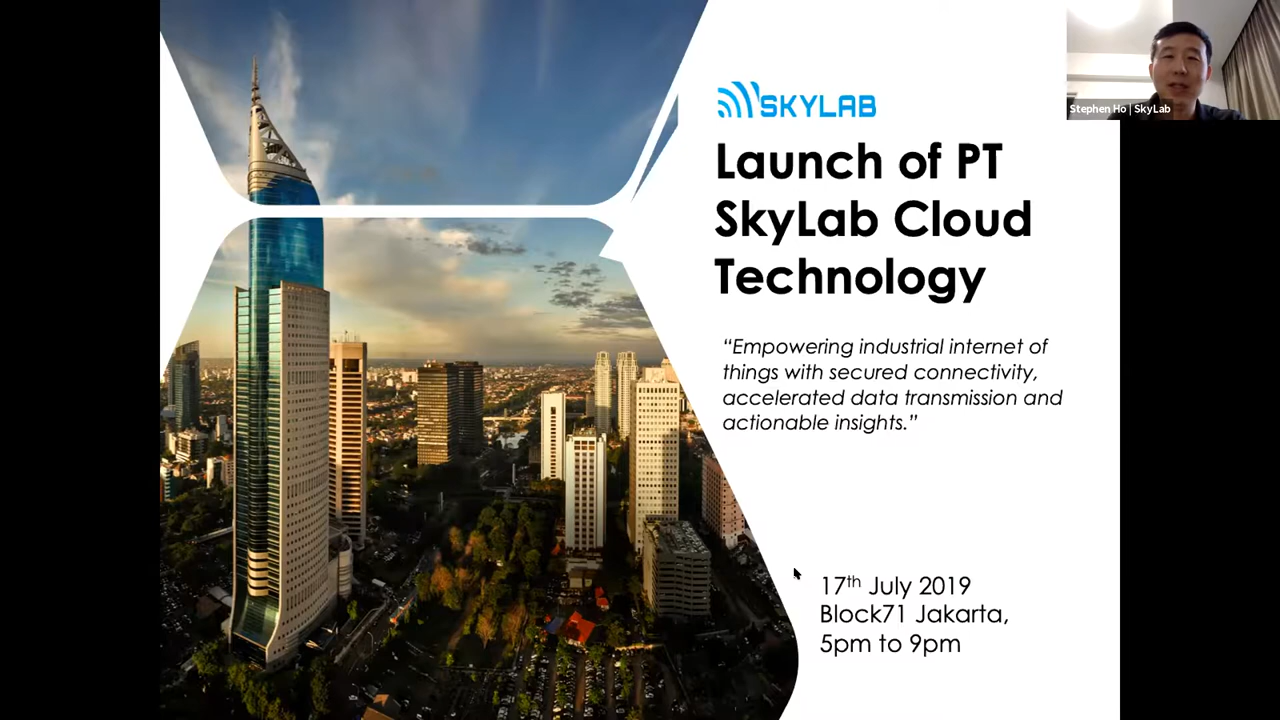 SKYLAB
Launch of PT
SkyLab Cloud
Technology
“Empowering industrial internet of
things with secured connectivity,
accelerated data transmission and
actionable insights.”
17th July 2019
Block71 Jakarta,
5pm to 9pm
Stephen Ho | SkyLab